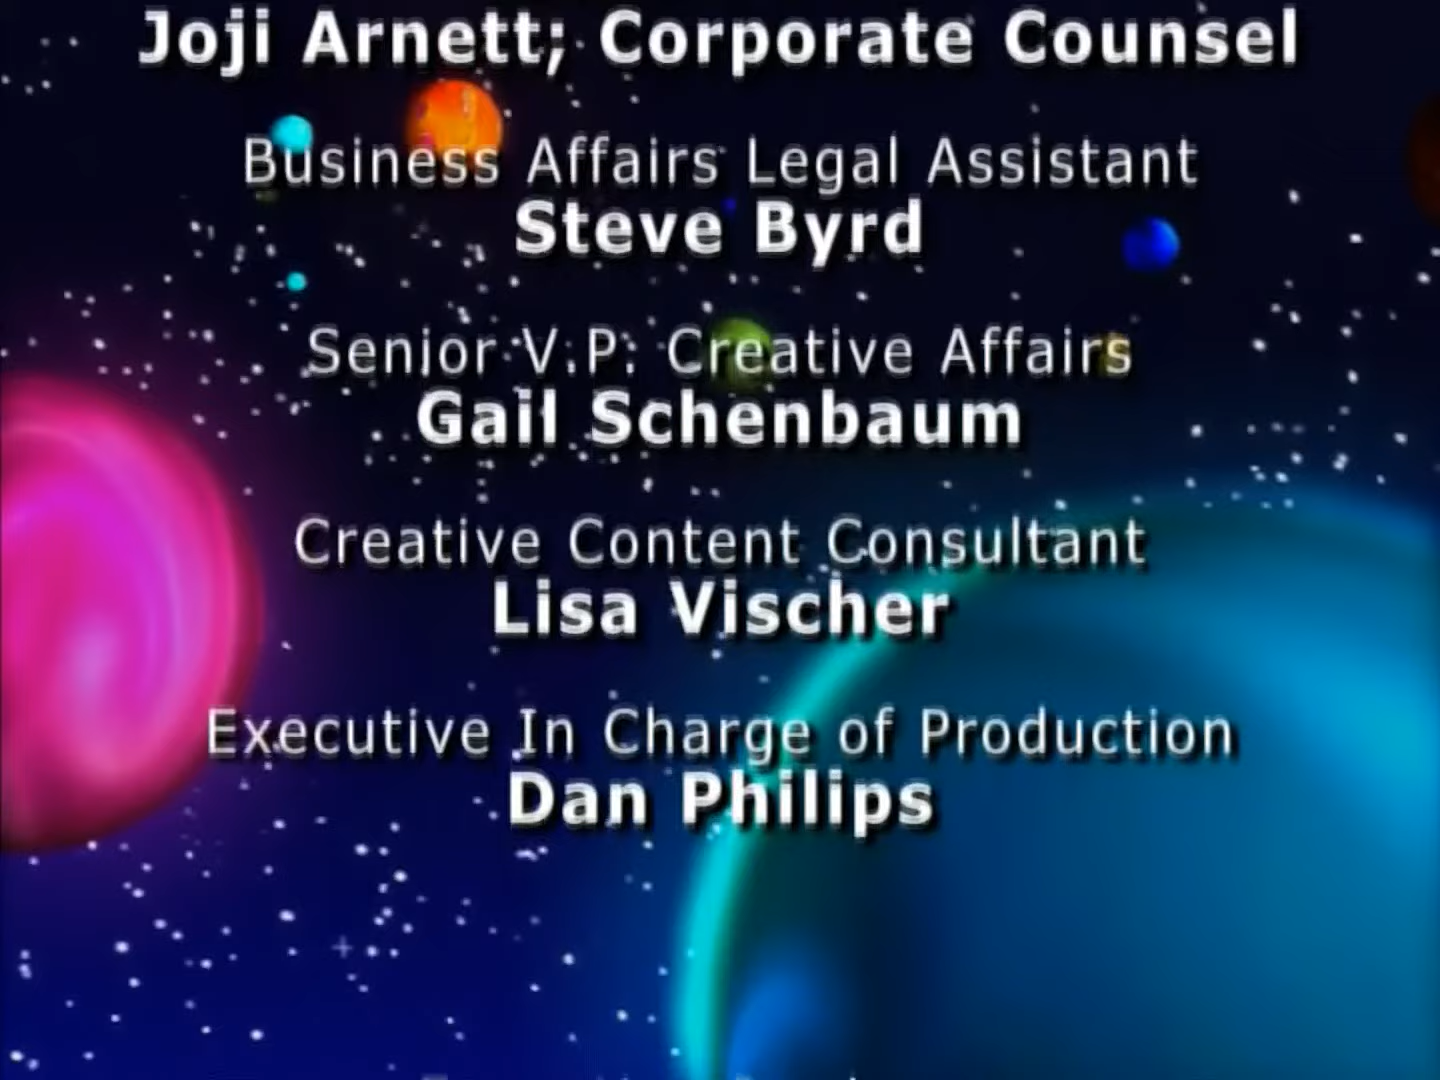 Joji Arnett; Corporate Counsel
Business Affairs Legal Assistant
Steve Byrd
Senior V.P. Creative Affairs
Gail Schenbaum
Creative Content Consultant
Lisa Vischer
Executive In Charge of Production
Dan Philips